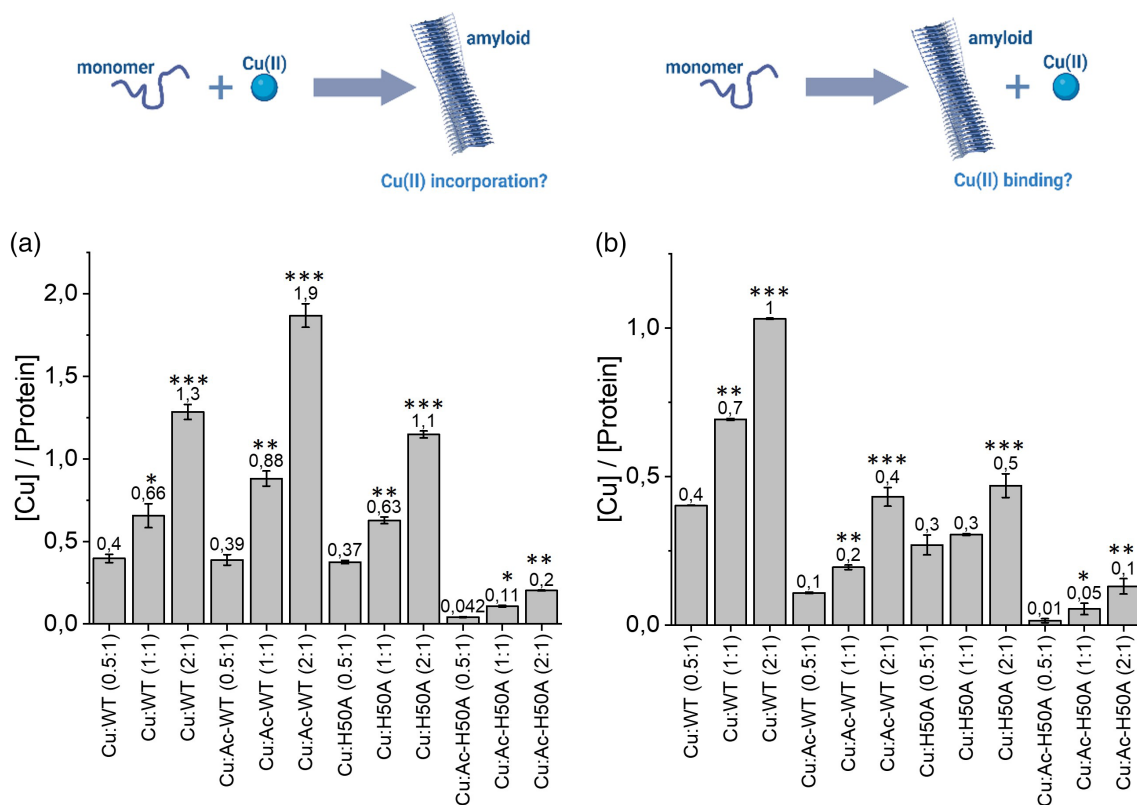 monomer
+
Cu(II)
amyloid
Cu(II) incorporation?
monomer
amyloid
+
Cu(II)
Cu(II) binding?
(a)
[Cu] / [Protein]
2,0
1,5
1,0
0,5
0,0
0,4
*
0,66
***
1,3
0,39
**
0,88
***
1,9
0,37
**
0,63
***
1,1
0,042
*
0,11
**
0,2
Cu:WT (0.5:1)
Cu:WT (1:1)
Cu:WT (2:1)
Cu:Ac-WT (0.5:1)
Cu:Ac-WT (1:1)
Cu:Ac-WT (2:1)
Cu:H50A (0.5:1)
Cu:H50A (1:1)
Cu:H50A (2:1)
Cu:Ac-H50A (0.5:1)
Cu:Ac-H50A (1:1)
Cu:Ac-H50A (2:1)
(b)
[Cu] / [Protein]
1,0
0,5
0,0
0,4
**
0,7
***
1
0,1
**
0,2
***
0,4
0,3
0,3
***
0,5
0,01
*
0,05
**
0,1
Cu:WT (0.5:1)
Cu:WT (1:1)
Cu:WT (2:1)
Cu:Ac-WT (0.5:1)
Cu:Ac-WT (1:1)
Cu:Ac-WT (2:1)
Cu:H50A (0.5:1)
Cu:H50A (1:1)
Cu:H50A (2:1)
Cu:Ac-H50A (0.5:1)
Cu:Ac-H50A (1:1)
Cu:Ac-H50A (2:1)